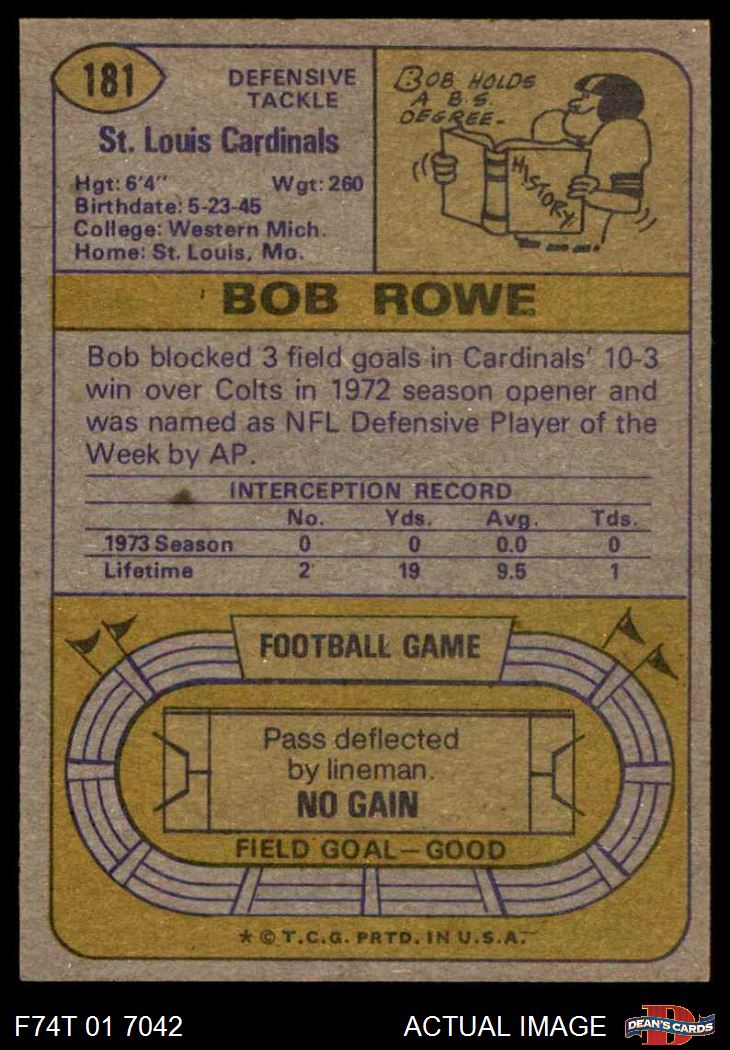 181
DEFENSIVE
TACKLE
St. Louis Cardinals
Hgt: 6'4" Wgt: 260
Birthdate: 5-23-45
College: Western Mich.
Home: St. Louis, Mo.
BOB HOLDS
A B.S.
DEGREE-
HISTORY
BOB ROWE
Bob blocked 3 field goals in Cardinals' 10-3
win over Colts in 1972 season opener and
was named as NFL Defensive Player of the
Week by AP.
INTERCEPTION RECORD
No. Yds. Avg. Tds.
1973 Season 0 0 0.0 0
Lifetime 2 19 9.5 1
FOOTBALL GAME
Pass deflected
by lineman.
NO GAIN
FIELD GOAL—GOOD
* © T.C.G. PRTD. IN U.S.A.
F74T 01 7042 ACTUAL IMAGE
D
DEAN'S CARDS